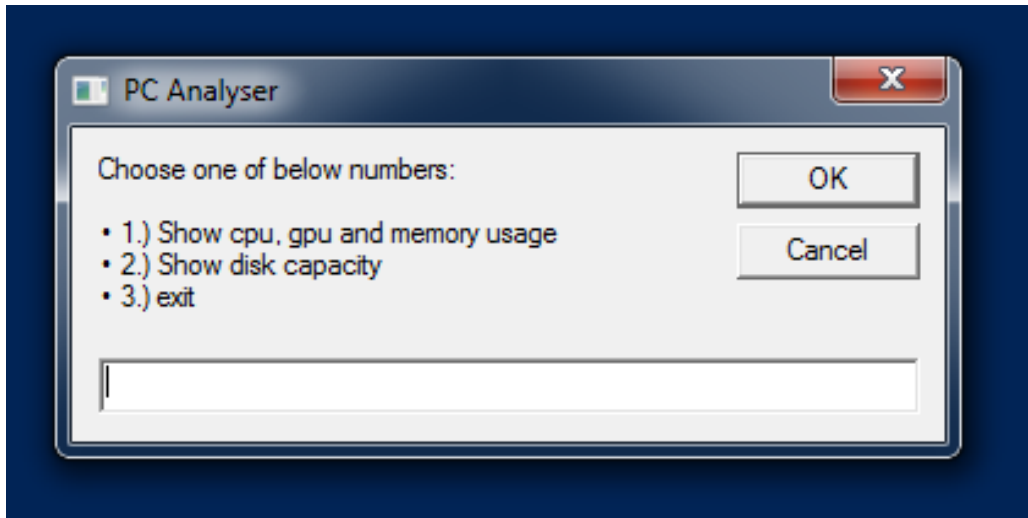 PC Analyser
Choose one of below numbers:
OK
• 1.) Show cpu, gpu and memory usage
Cancel
• 2.) Show disk capacity
• 3.) exit